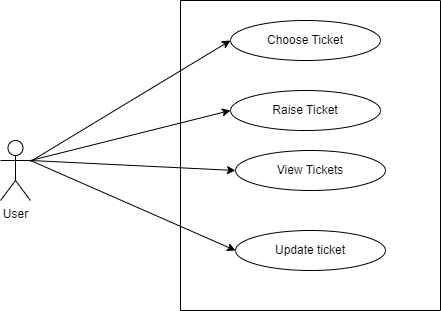 Choose Ticket
Raise Ticket
View Tickets
User
Update ticket